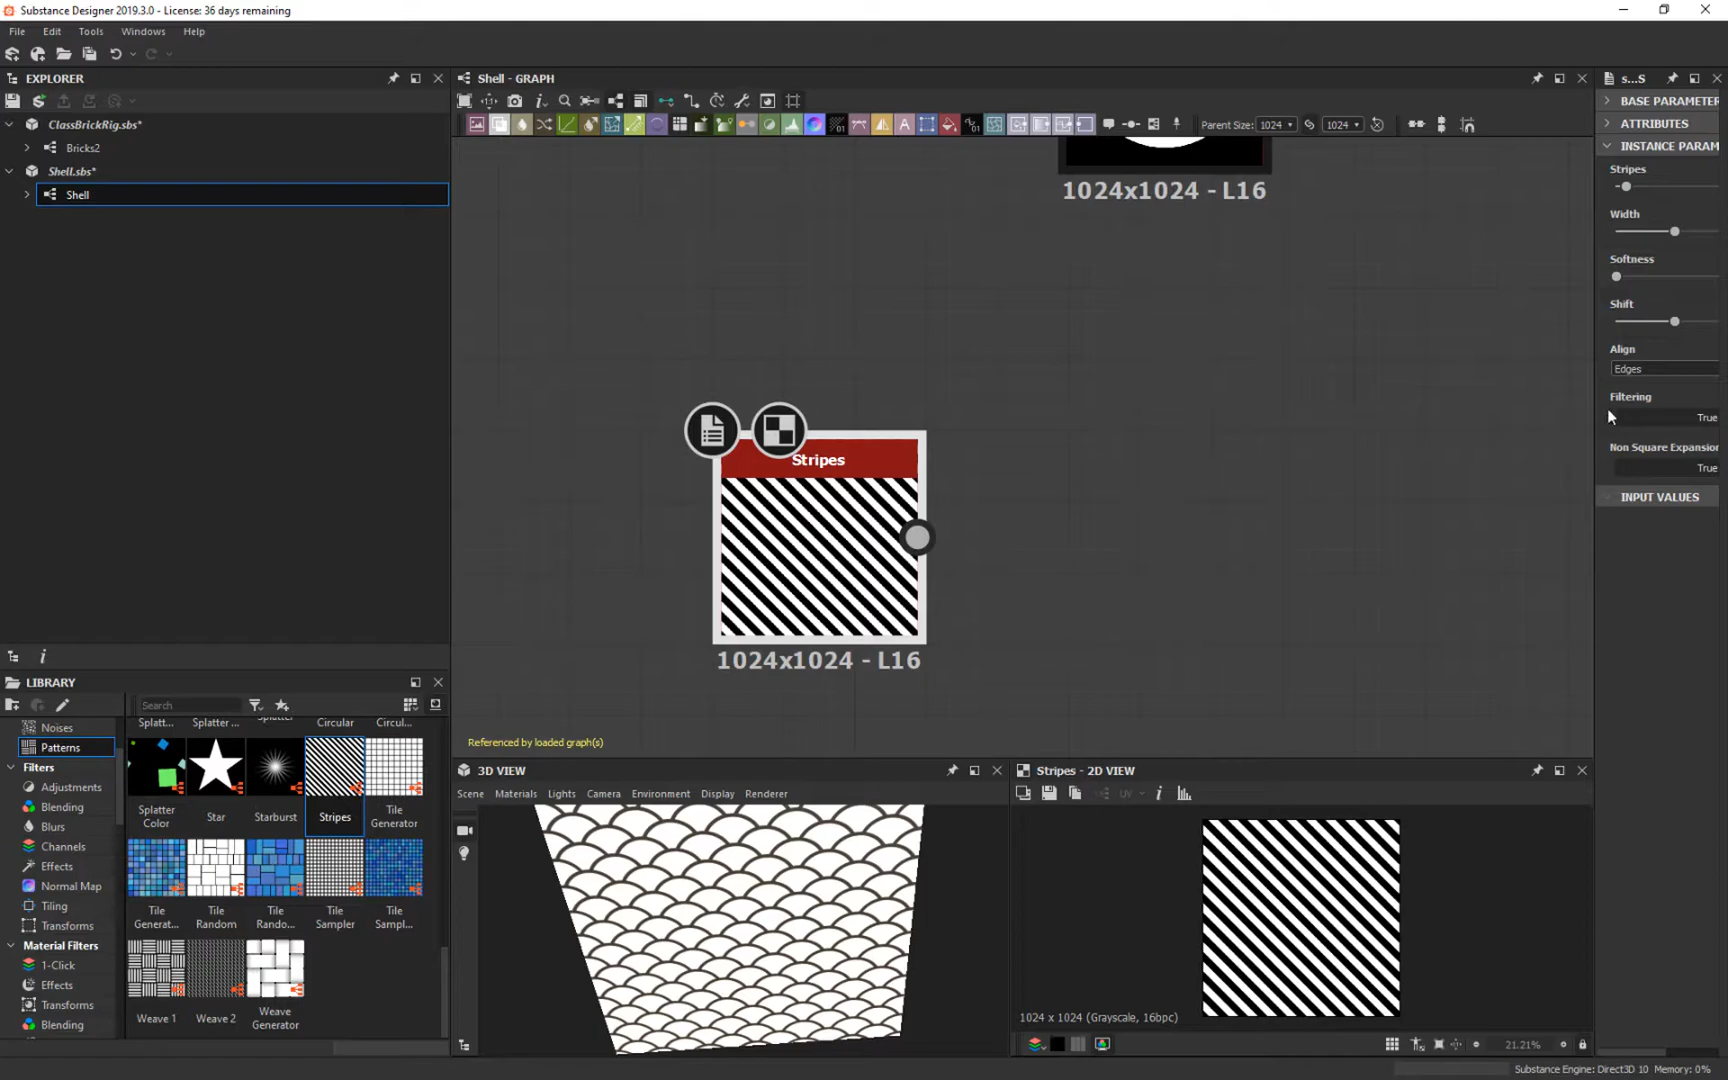 Substance Designer 2019.3.0 - License: 36 days remaining
File Edit Tools Windows Help
EXPLORER
ClassBrickRig.sbs*
Bricks2
Shell.sbs*
Shell
Shell - GRAPH
Parent Size: 1024 1024
1024x1024 - L16
Stripes
1024x1024 - L16
Referenced by loaded graph(s)
s...S
BASE PARAMETER
ATTRIBUTES
INSTANCE PARAM
Stripes
Width
Softness
Shift
Align
Edges
Filtering
True
Non Square Expansion
True
INPUT VALUES
LIBRARY
Search
Noises
Patterns
Filters
Adjustments
Blending
Blurs
Channels
Effects
Normal Map
Tiling
Transforms
Material Filters
1-Click
Effects
Transforms
Blending
Splatt... Splatter ... Splatter Circular Circul...
Splatter Color
Star
Starburst
Stripes
Tile Generator
Tile Generat...
Tile Random
Tile Rando...
Tile Sampler
Tile Sampl...
Weave 1
Weave 2
Weave Generator
3D VIEW
Scene Materials Lights Camera Environment Display Renderer
Stripes - 2D VIEW
UV
1024 x 1024 (Grayscale, 16bpc)
21.21%
Substance Engine: Direct3D 10 Memory: 0%